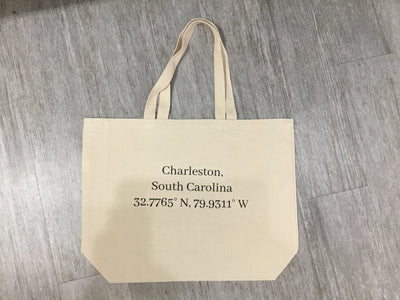 Charleston,
South Carolina
32.7765° N, 79.9311° W